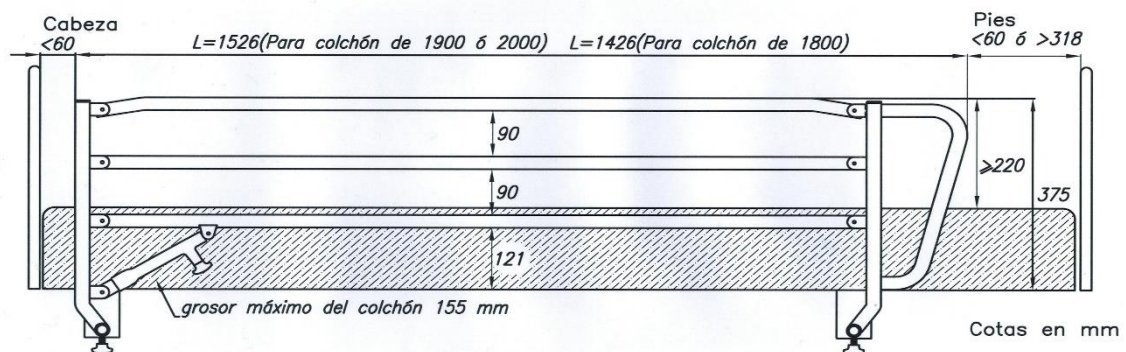 Cabeza
<60
L=1526(Para colchón de 1900 ó 2000) L=1426(Para colchón de 1800)
Pies
<60 ó >318
90
90
⩾220
375
121
grosor máximo del colchón 155 mm
Cotas en mm